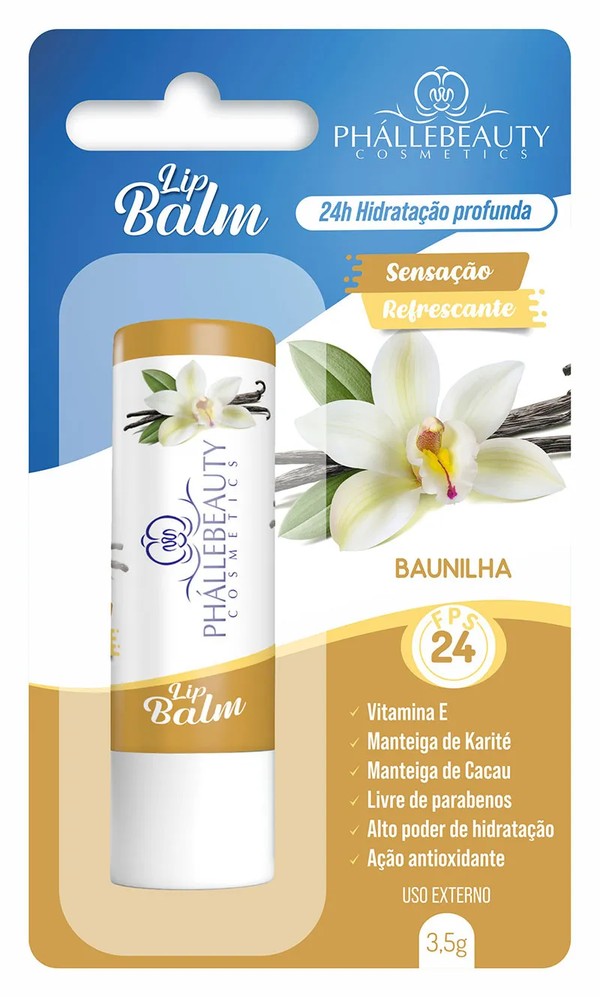 PHÁLLEBEAUTY
COSMETICS
Lip
Balm
24h Hidratação profunda
Sensação
Refrescante
PHÁLLEBEAUTY
COSMETICS
Lip
Balm
BAUNILHA
FPS
24
Vitamina E
Manteiga de Karité
Manteiga de Cacau
Livre de parabenos
Alto poder de hidratação
Ação antioxidante
USO EXTERNO
3,5g